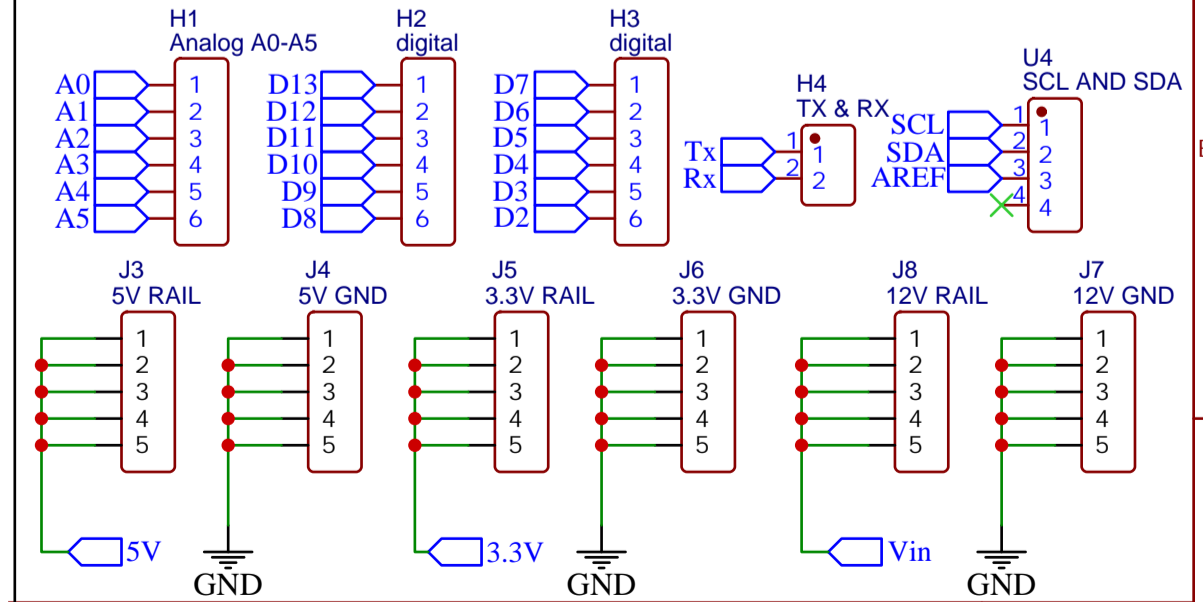 H1
Analog A0-A5
A0 1
A1 2
A2 3
A3 4
A4 5
A5 6
H2
digital
D13 1
D12 2
D11 3
D10 4
D9 5
D8 6
H3
digital
D7 1
D6 2
D5 3
D4 4
D3 5
D2 6
H4
TX & RX
Tx 1 1
Rx 2 2
U4
SCL AND SDA
SCL 1 1
SDA 2 2
AREF 3 3
4 4
J3
5V RAIL
1
2
3
4
5
5V
J4
5V GND
1
2
3
4
5
GND
J5
3.3V RAIL
1
2
3
4
5
3.3V
J6
3.3V GND
1
2
3
4
5
GND
J8
12V RAIL
1
2
3
4
5
Vin
J7
12V GND
1
2
3
4
5
GND